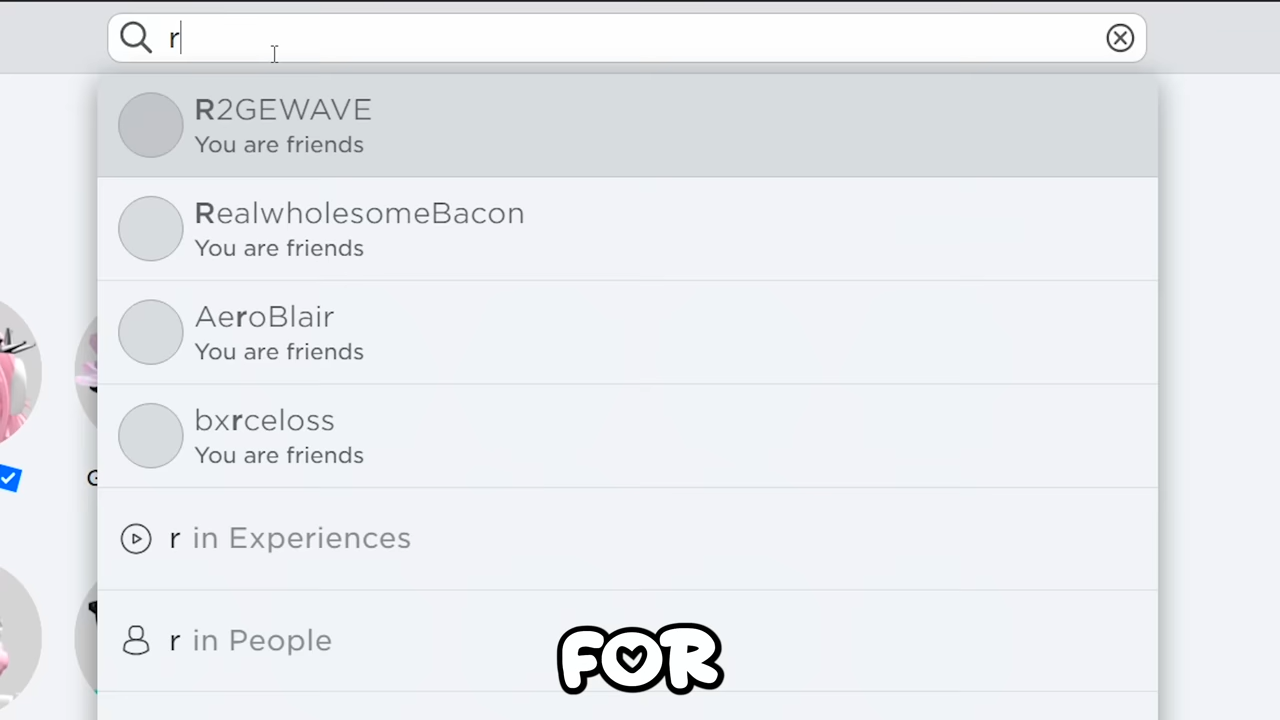 r
R2GEWAVE
You are friends
RealwholesomeBacon
You are friends
AeroBlair
You are friends
bxrceloss
You are friends
G
r in Experiences
r in People
FOR